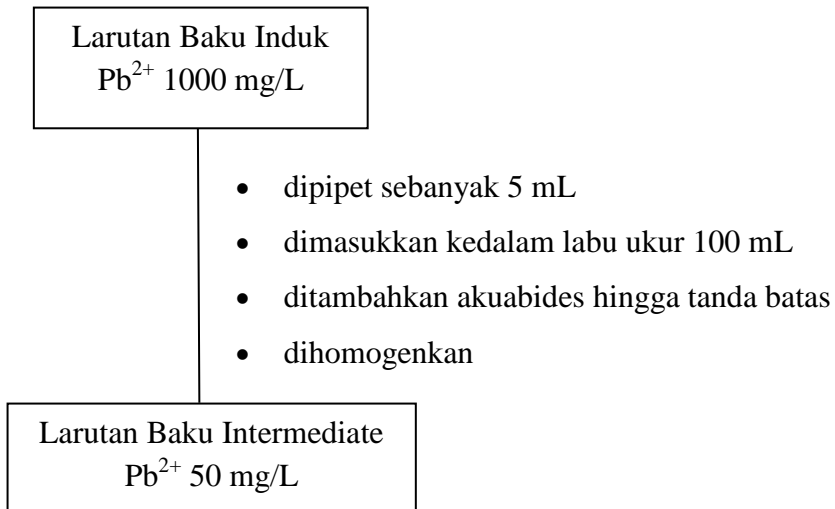 Larutan Baku Induk
Pb²⁺ 1000 mg/L
• dipipet sebanyak 5 mL
• dimasukkan kedalam labu ukur 100 mL
• ditambahkan akuabides hingga tanda batas
• dihomogenkan
Larutan Baku Intermediate
Pb²⁺ 50 mg/L